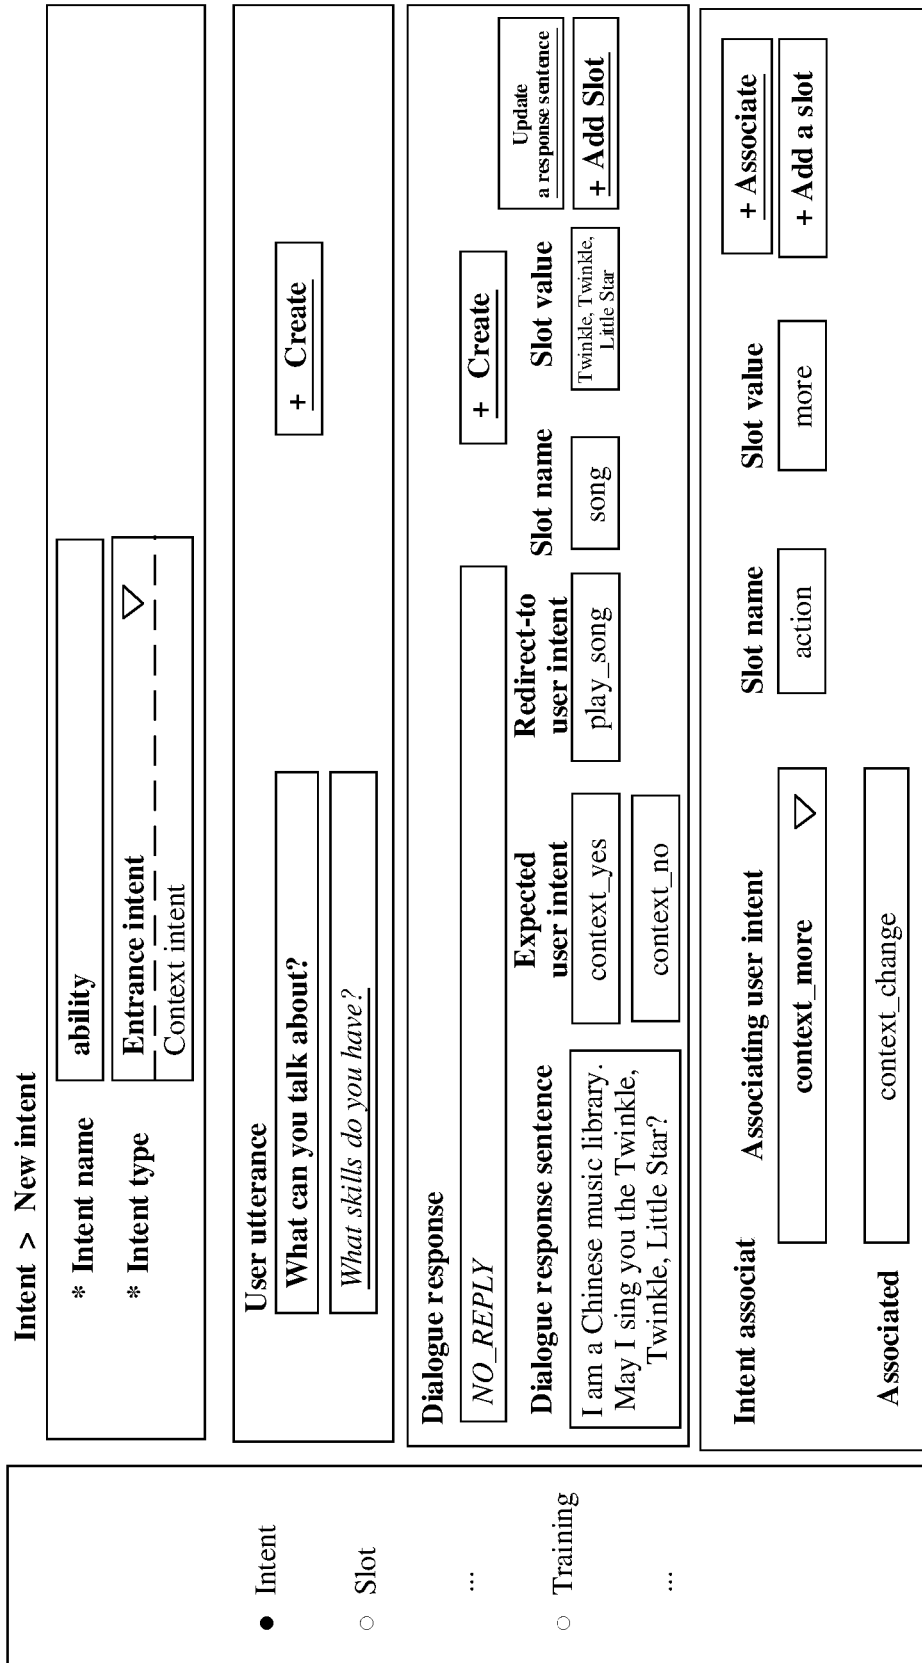 Intent > New intent
* Intent name
ability
* Intent type
Entrance intent
Context intent
● Intent
○ Slot
...
○ Training
...
User utterance
What can you talk about?
+ Create
What skills do you have?
Dialogue response
NO_REPLY
+ Create
Update
a response sentence
Dialogue response sentence
Expected
user intent
Redirect-to
user intent
Slot name
Slot value
I am a Chinese music library.
May I sing you the Twinkle,
Twinkle, Little Star?
context_yes
play_song
song
Twinkle, Twinkle,
Little Star
+ Add Slot
context_no
Intent associat
Associating user intent
Slot name
Slot value
+ Associate
context_more
action
more
+ Add a slot
Associated
context_change